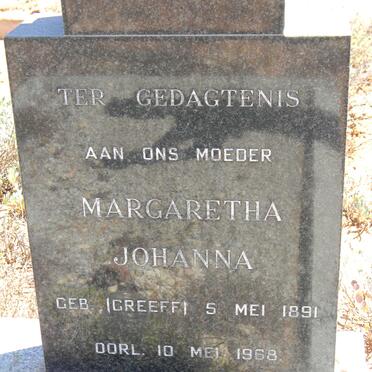 TER GEDAGTENIS
AAN ONS MOEDER
MARGARETHA
JOHANNA
GEB. (GREEFF) 5 MEI 1891
OORL. 10 MEI 1968